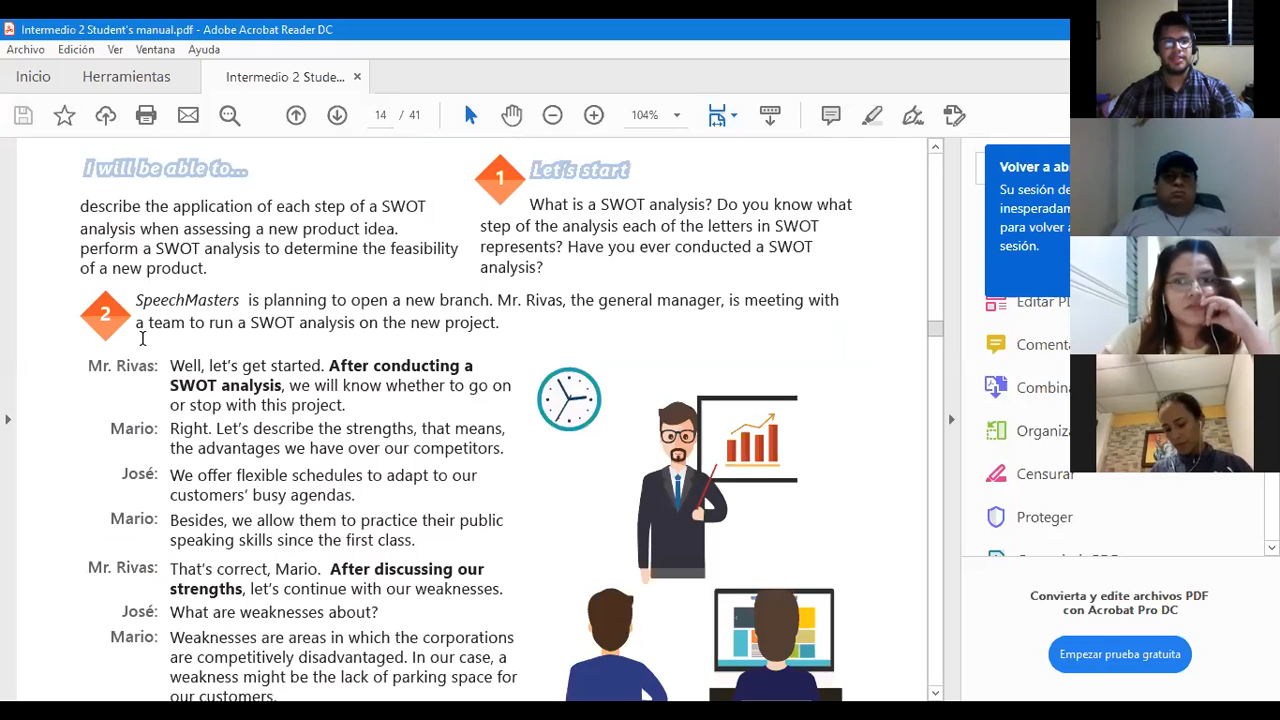 Intermedio 2 Student's manual.pdf - Adobe Acrobat Reader DC
Archivo Edición Ver Ventana Ayuda
Inicio Herramientas Intermedio 2 Stude... ×
14 / 41 104%
I will be able to...
describe the application of each step of a SWOT
analysis when assessing a new product idea.
perform a SWOT analysis to determine the feasibility
of a new product.
1 Let's start
What is a SWOT analysis? Do you know what
step of the analysis each of the letters in SWOT
represents? Have you ever conducted a SWOT
analysis?
2 SpeechMasters is planning to open a new branch. Mr. Rivas, the general manager, is meeting with
a team to run a SWOT analysis on the new project.
Mr. Rivas: Well, let's get started. After conducting a
SWOT analysis, we will know whether to go on
or stop with this project.
Mario: Right. Let's describe the strengths, that means,
the advantages we have over our competitors.
José: We offer flexible schedules to adapt to our
customers' busy agendas.
Mario: Besides, we allow them to practice their public
speaking skills since the first class.
Mr. Rivas: That's correct, Mario. After discussing our
strengths, let's continue with our weaknesses.
José: What are weaknesses about?
Mario: Weaknesses are areas in which the corporations
are competitively disadvantaged. In our case, a
weakness might be the lack of parking space for
our customers.
Volver a ab
Su sesión de
inesperadam
para volver a
sesión.
Editar PD
Coment
Combina
Organiza
Censurar
Proteger
Convierta y edite archivos PDF
con Acrobat Pro DC
Empezar prueba gratuita